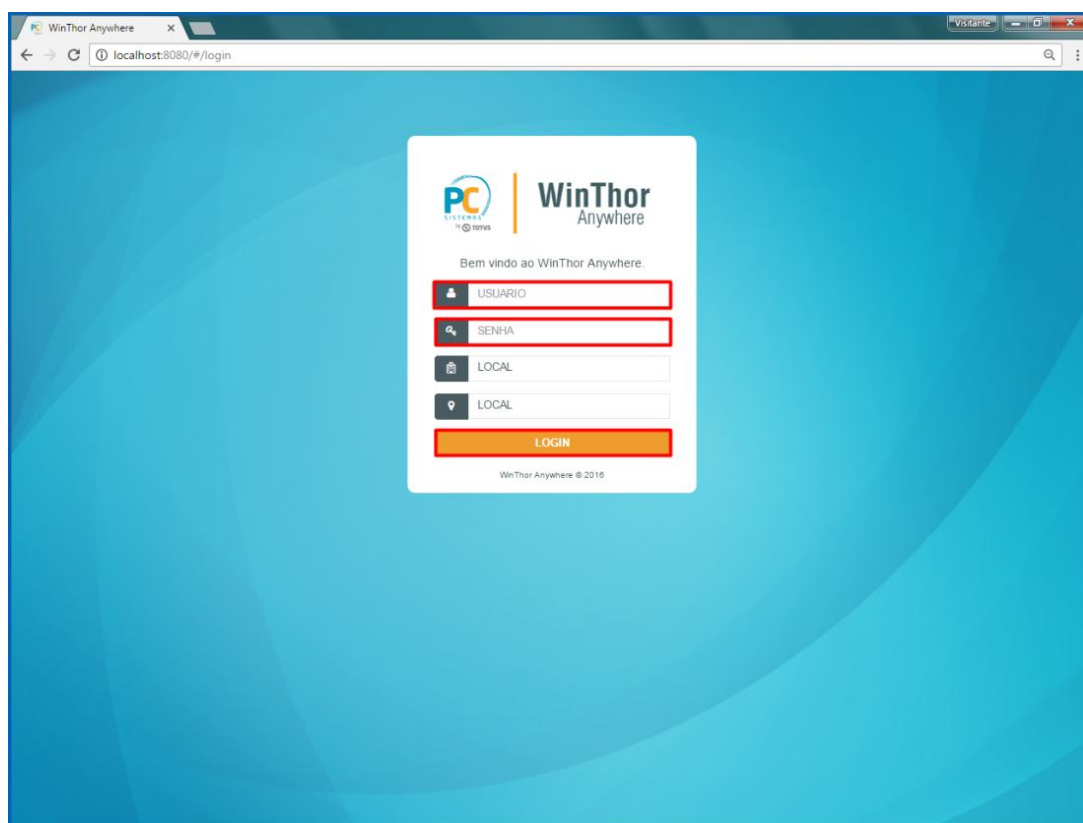 WinThor Anywhere
Visitante
localhost:8080/#/login
PC
SISTEMAS
by TOTVS
WinThor
Anywhere
Bem vindo ao WinThor Anywhere.
USUARIO
SENHA
LOCAL
LOCAL
LOGIN
WinThor Anywhere © 2016